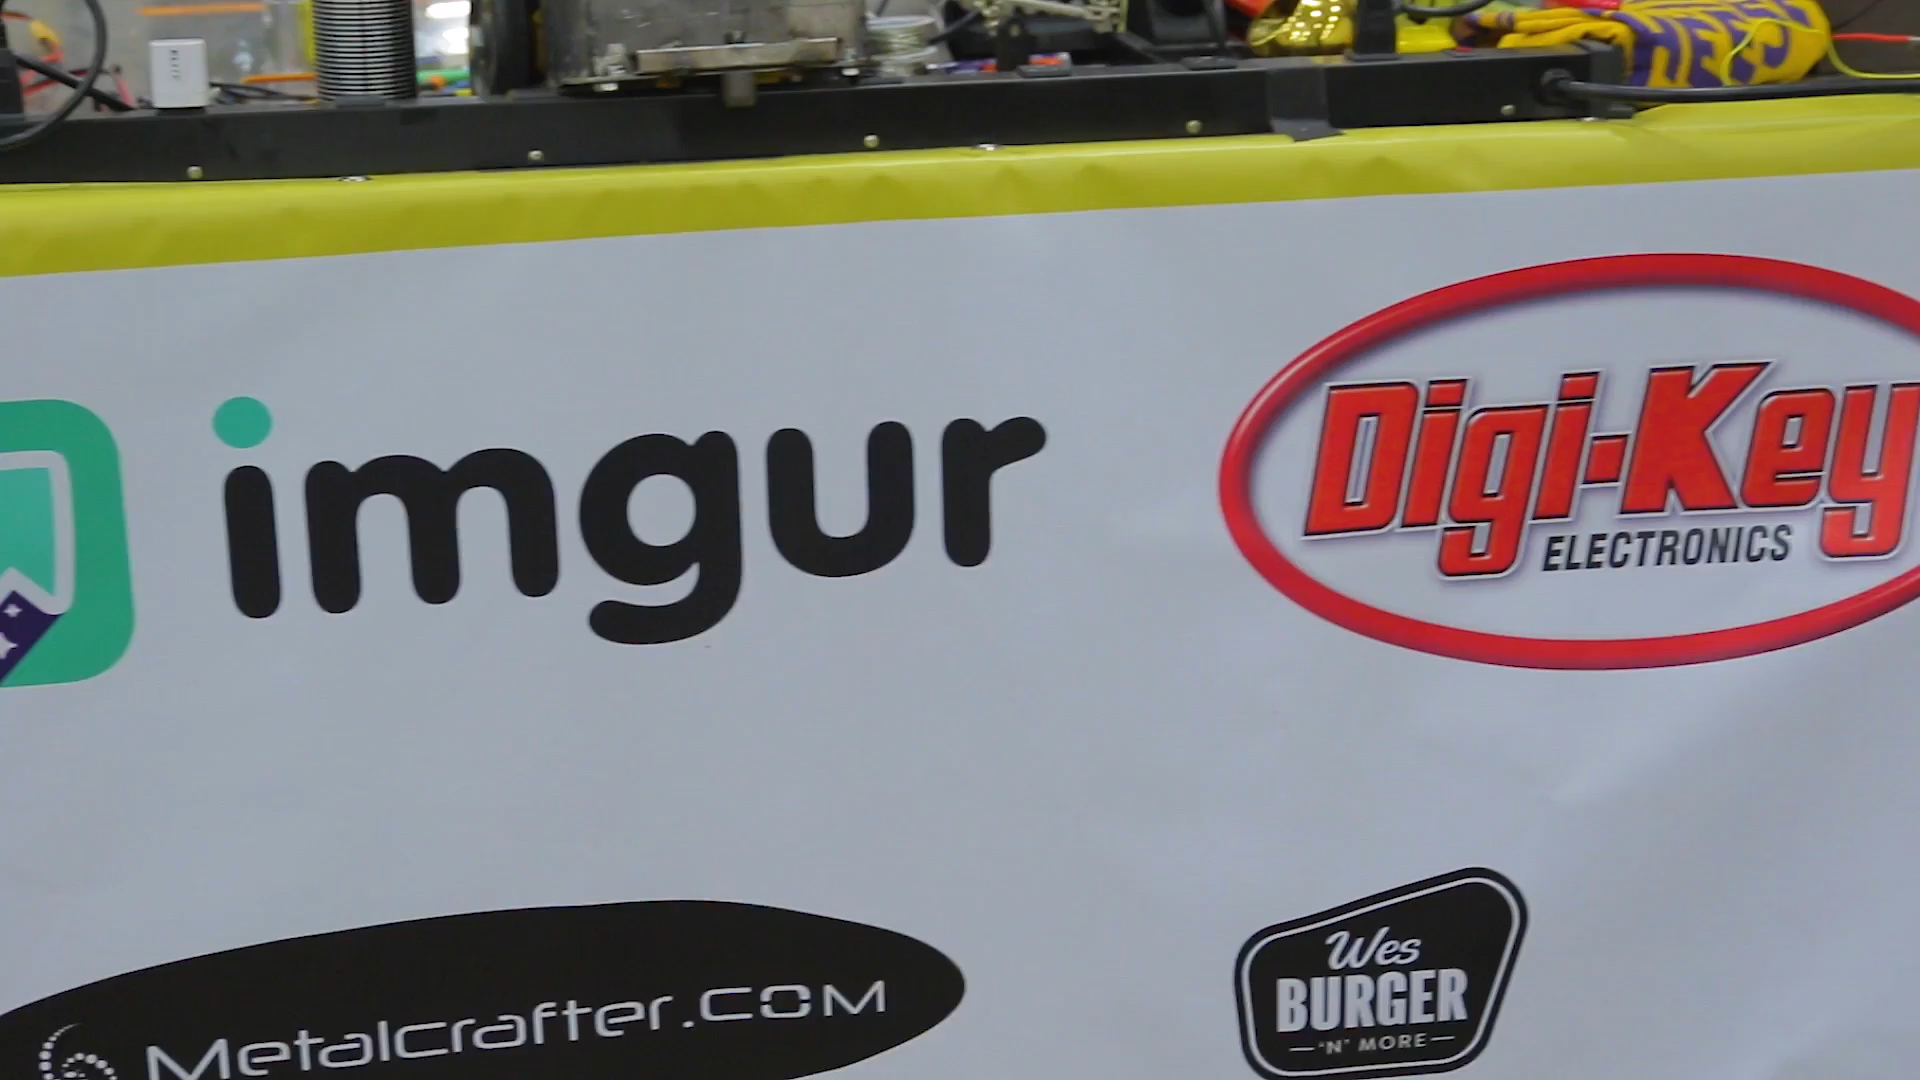 imgur
Digi-Key
ELECTRONICS
Metalcrafter.COM
Wes
BURGER
'N' MORE